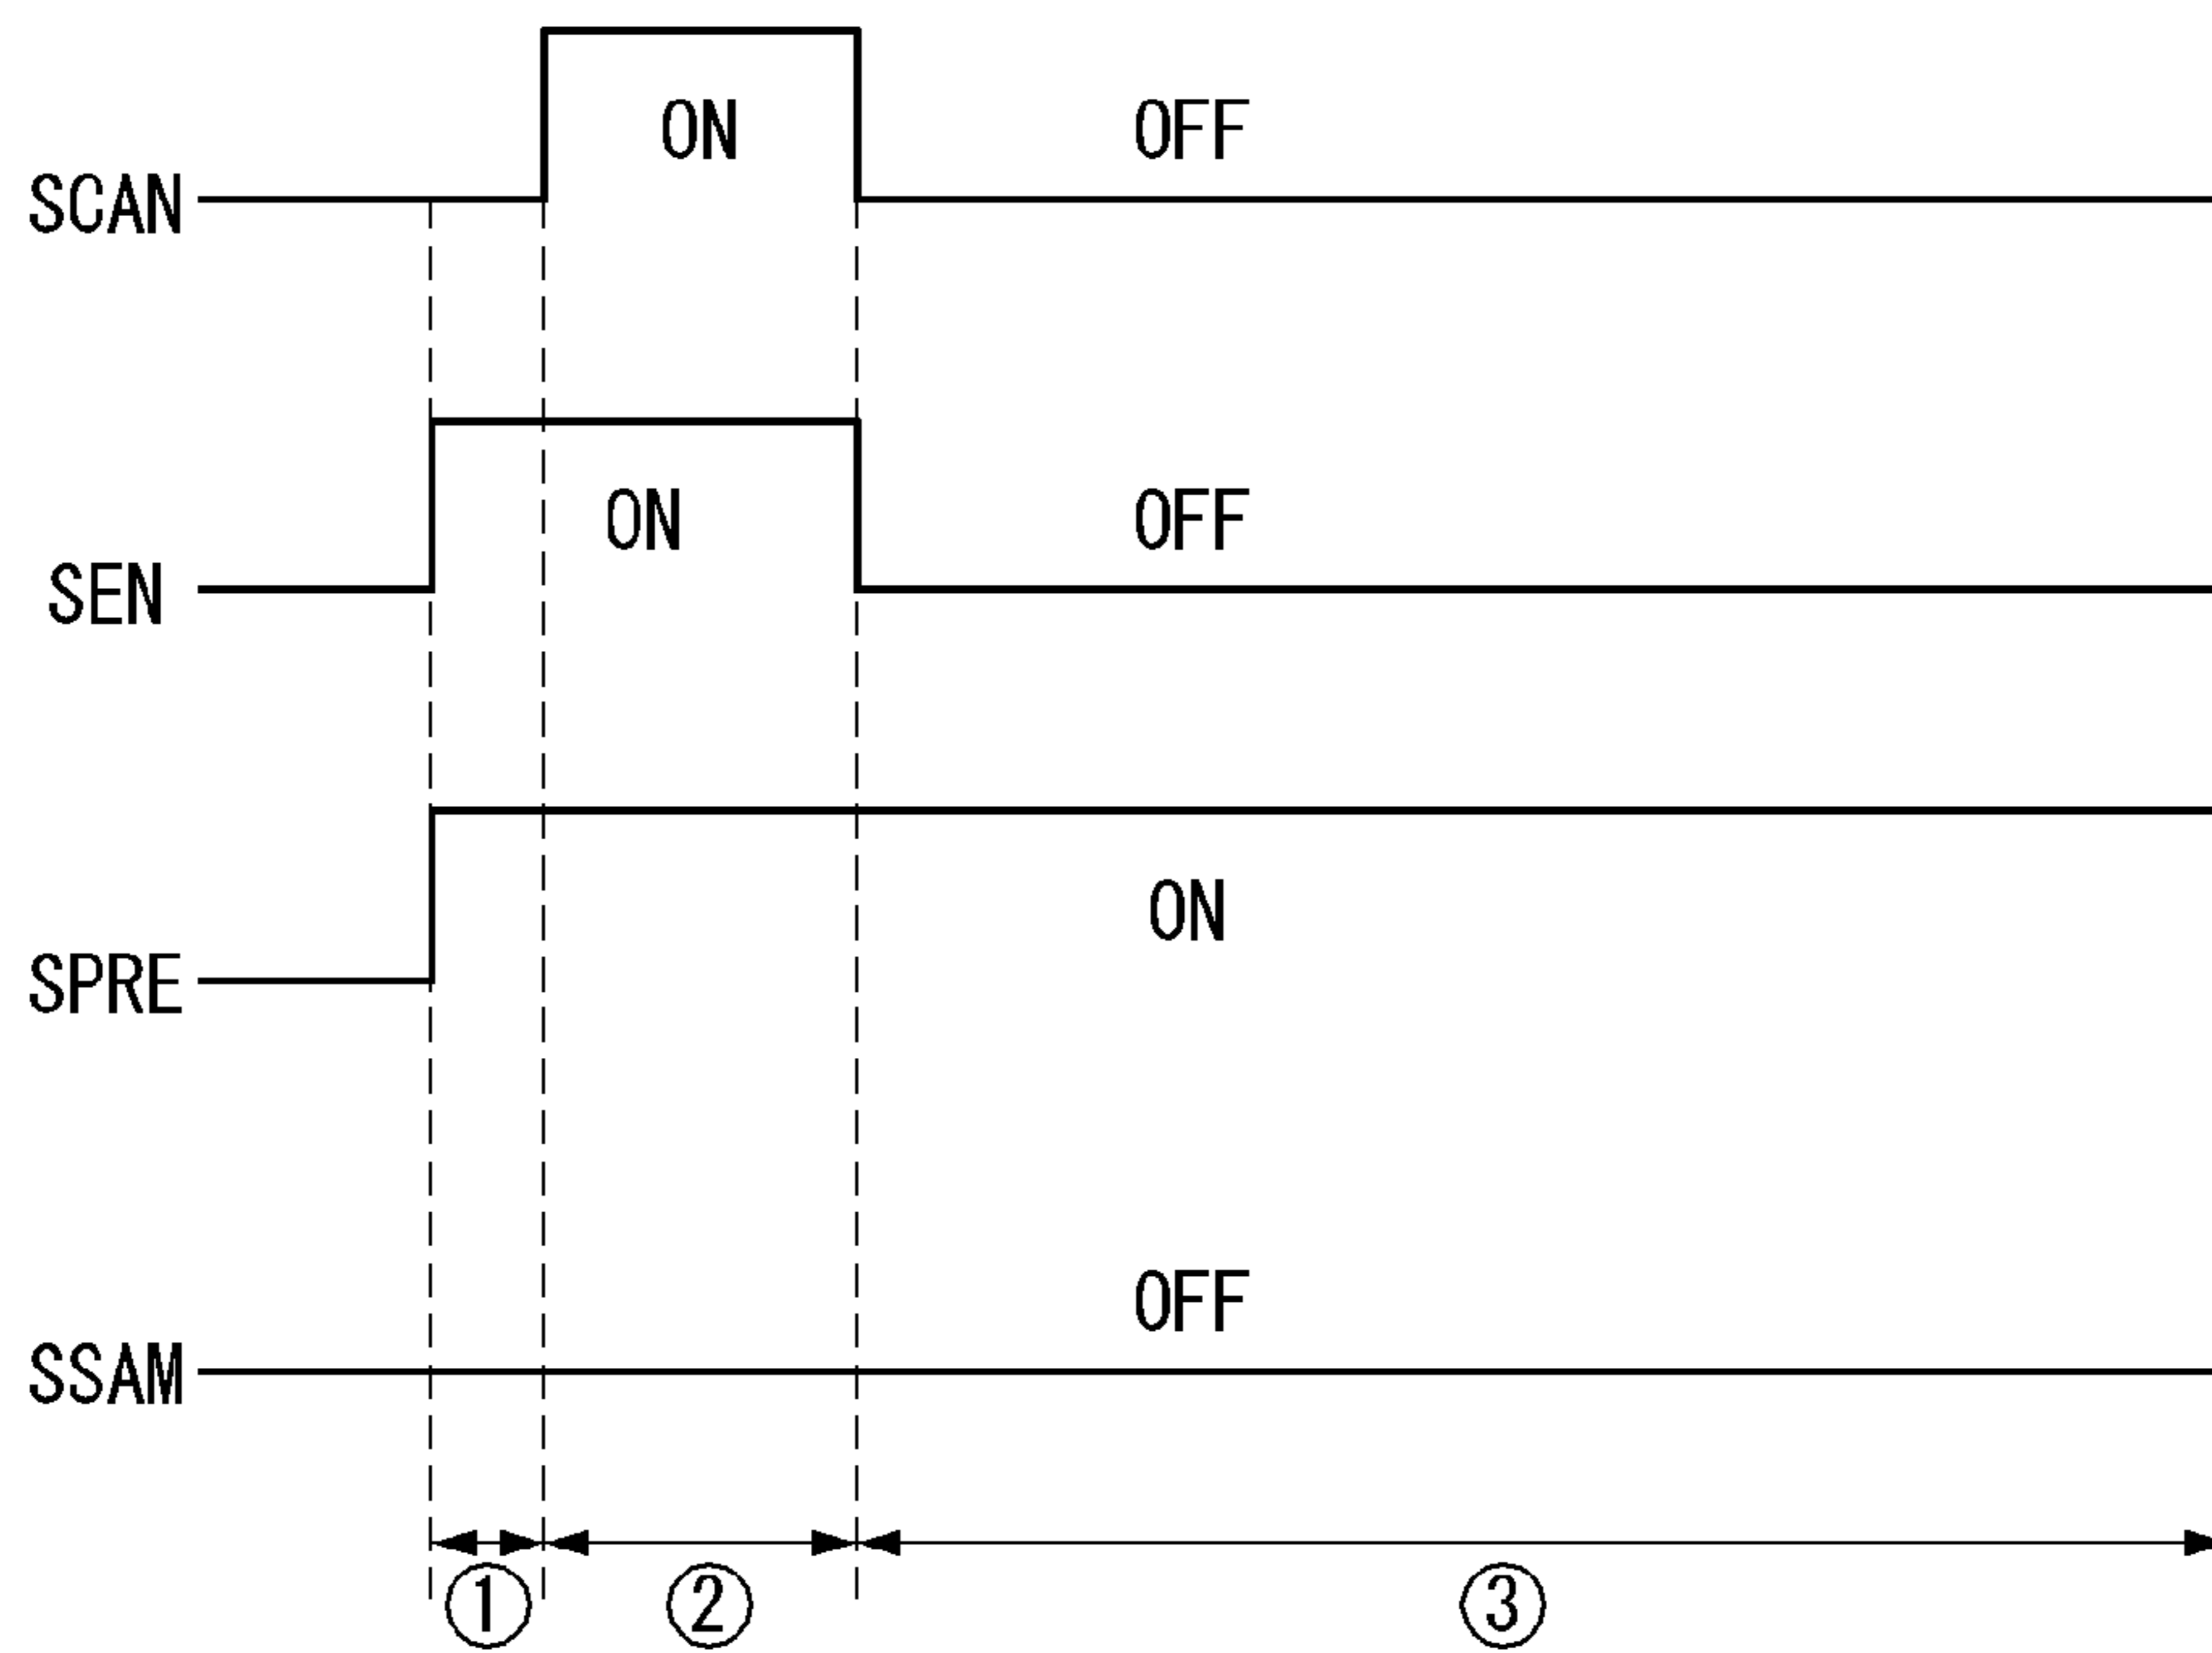 ON OFF
SCAN
ON OFF
SEN
ON
SPRE
OFF
SSAM
① ② ③